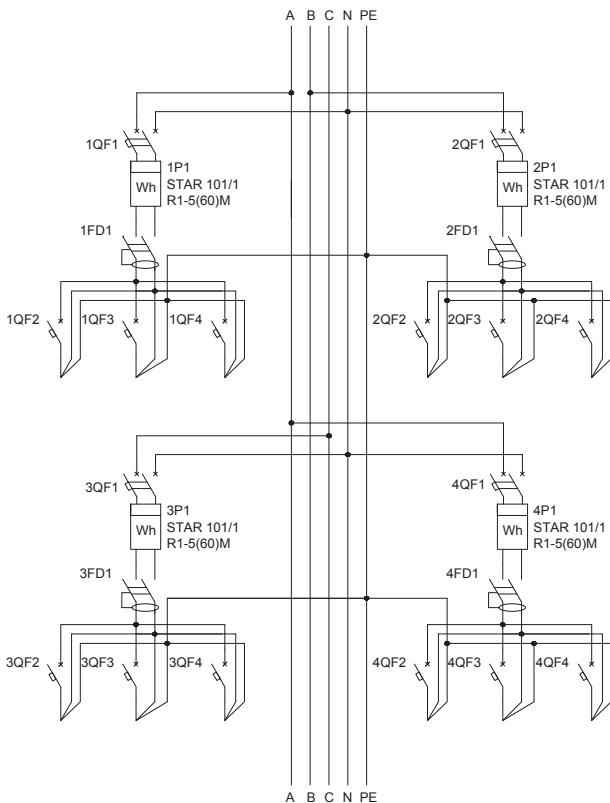 A B C N PE
1QF1
1P1
Wh
STAR 101/1
R1-5(60)M
1FD1
1QF2
1QF3
1QF4
2QF1
2P1
Wh
STAR 101/1
R1-5(60)M
2FD1
2QF2
2QF3
2QF4
3QF1
3P1
Wh
STAR 101/1
R1-5(60)M
3FD1
3QF2
3QF3
3QF4
4QF1
4P1
Wh
STAR 101/1
R1-5(60)M
4FD1
4QF2
4QF3
4QF4
A B C N PE